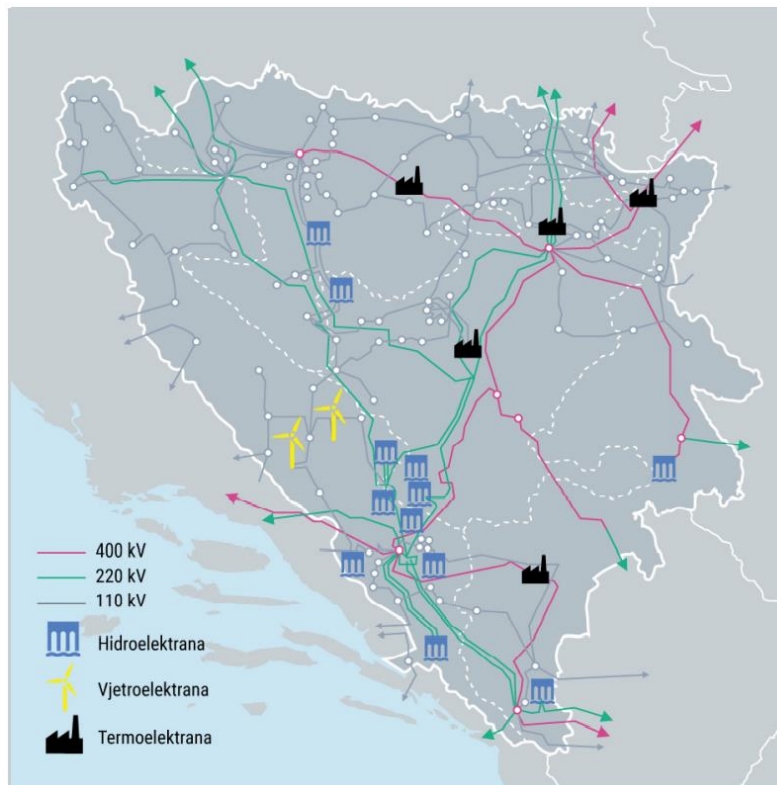 400 kV
220 kV
110 kV
Hidroelektrana
Vjetroelektrana
Termoelektrana